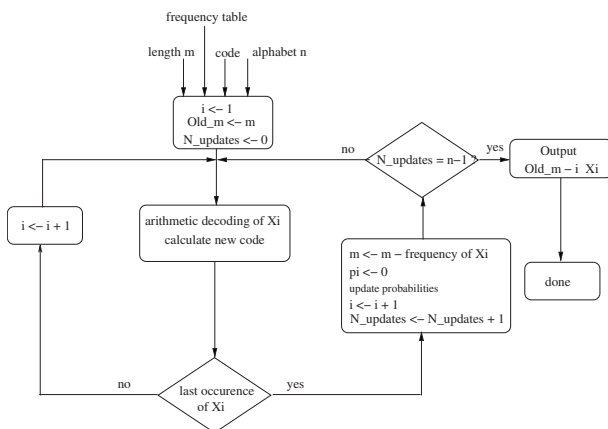 frequency table
length m
code
alphabet n
i <- 1
Old_m <- m
N_updates <- 0
no
N_updates = n-1 ?
yes
Output
Old_m - i Xi
i <- i + 1
arithmetic decoding of Xi
calculate new code
m <- m - frequency of Xi
pi <- 0
update probabilities
i <- i + 1
N_updates <- N_updates + 1
done
no
last occurence
of Xi
yes